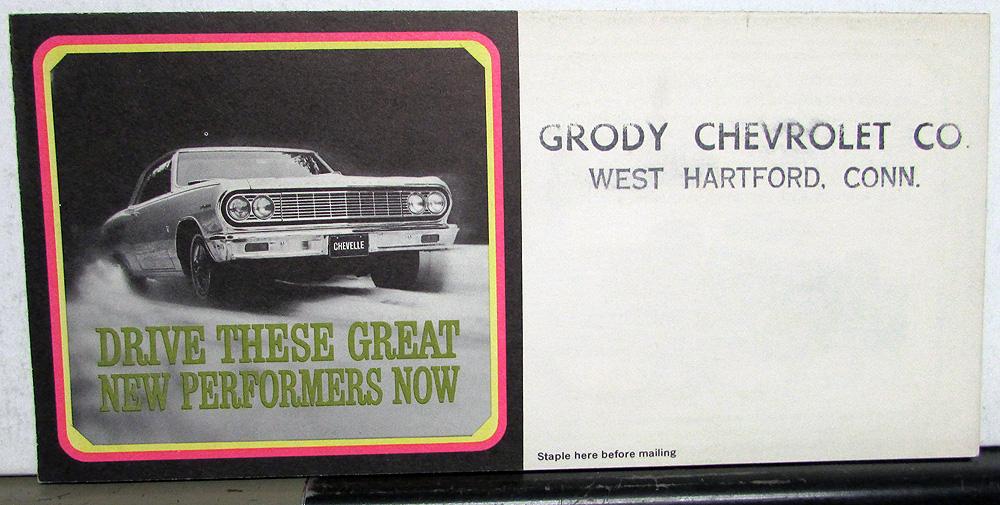 CHEVELLE
DRIVE THESE GREAT
NEW PERFORMERS NOW
GRODY CHEVROLET CO.
WEST HARTFORD, CONN.
Staple here before mailing